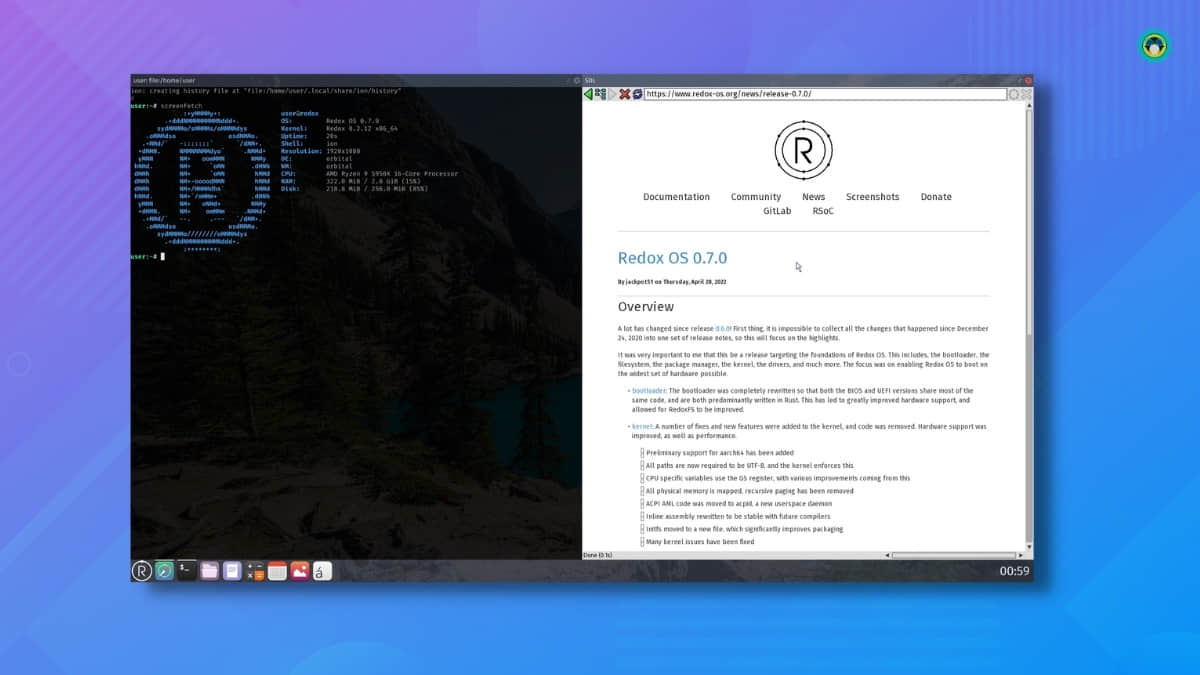 user: file:/home/user
ion: creating history file at "file:/home/user/.local/share/ion/history"
user:~# screenfetch
user@redox
OS: Redox OS 0.7.0
Kernel: Redox 0.2.12 x86_64
Uptime: 20s
Shell: ion
Resolution: 1920x1080
DE: orbital
WM: orbital
CPU: AMD Ryzen 9 5950X 16-Core Processor
RAM: 322.0 MiB / 2.0 GiB (15%)
Disk: 218.8 MiB / 256.0 MiB (85%)
user:~#
https://www.redox-os.org/news/release-0.7.0/
R
Documentation Community News Screenshots Donate
GitLab RSoC
Redox OS 0.7.0
By jackpot51 on Thursday, April 28, 2022
Overview
A lot has changed since release 0.6.0! First thing, it is impossible to collect all the changes that happened since December
24, 2020 into one set of release notes, so this will focus on the highlights.
It was very important to me that this be a release targeting the foundations of Redox OS. This includes, the bootloader, the
filesystem, the package manager, the kernel, the drivers, and much more. The focus was on enabling Redox OS to boot on
the widest set of hardware possible.
• bootloader: The bootloader was completely rewritten so that both the BIOS and UEFI versions share most of the
same code, and are both predominantly written in Rust. This has led to greatly improved hardware support, and
allowed for RedoxFS to be improved.
• kernel: A number of fixes and new features were added to the kernel, and code was removed. Hardware support was
improved, as well as performance.
Preliminary support for aarch64 has been added
All paths are now required to be UTF-8, and the kernel enforces this
CPU specific variables use the GS register, with various improvements coming from this
All physical memory is mapped, recursive paging has been removed
ACPI AML code was moved to acpid, a new userspace daemon
Inline assembly rewritten to be stable with future compilers
Initfs moved to a new file, which significantly improves packaging
Many kernel issues have been fixed
Done (0.1s)
R
00:59